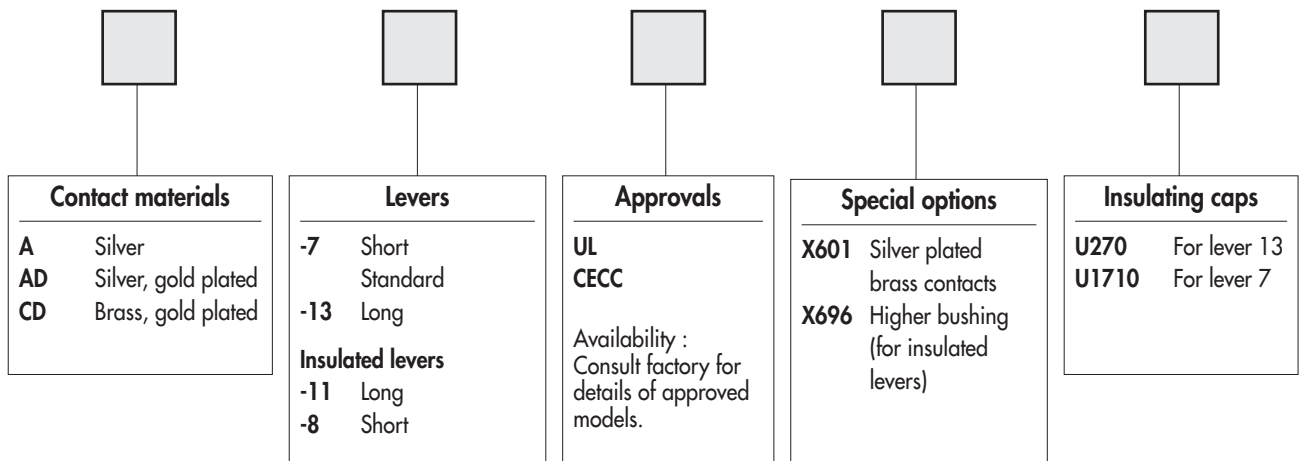 Contact materials
A Silver
AD Silver, gold plated
CD Brass, gold plated
Levers
-7 Short
Standard
-13 Long
Insulated levers
-11 Long
-8 Short
Approvals
UL
CECC
Availability :
Consult factory for
details of approved
models.
Special options
X601 Silver plated
brass contacts
X696 Higher bushing
(for insulated
levers)
Insulating caps
U270 For lever 13
U1710 For lever 7